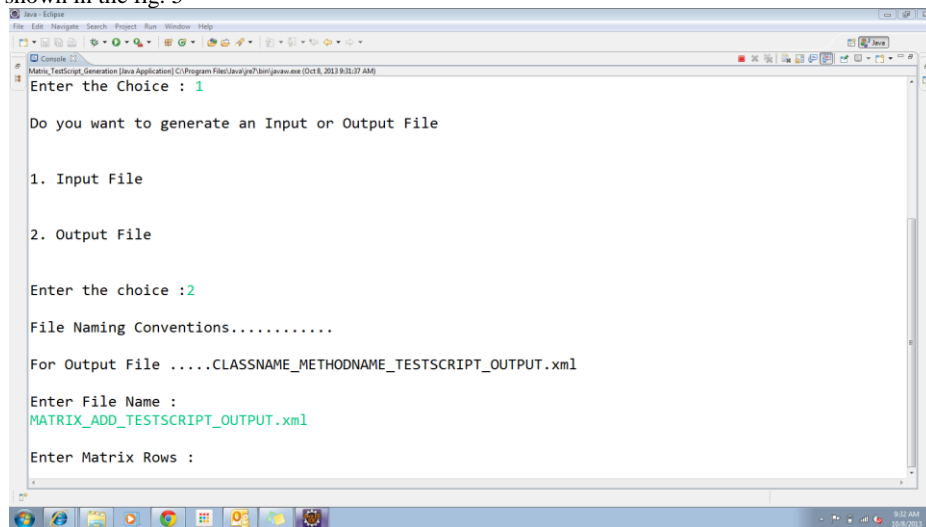 shown in the fig. 5
Java - Eclipse
File Edit Navigate Search Project Run Window Help
Java
Console
Matrix_TestScript_Generation [Java Application] C:\Program Files\Java\jre7\bin\javaw.exe (Oct 8, 2013 9:31:37 AM)
Enter the Choice : 1
Do you want to generate an Input or Output File
1. Input File
2. Output File
Enter the choice :2
File Naming Conventions............
For Output File .....CLASSNAME_METHODNAME_TESTSCRIPT_OUTPUT.xml
Enter File Name :
MATRIX_ADD_TESTSCRIPT_OUTPUT.xml
Enter Matrix Rows :
9:32 AM
10/8/2013